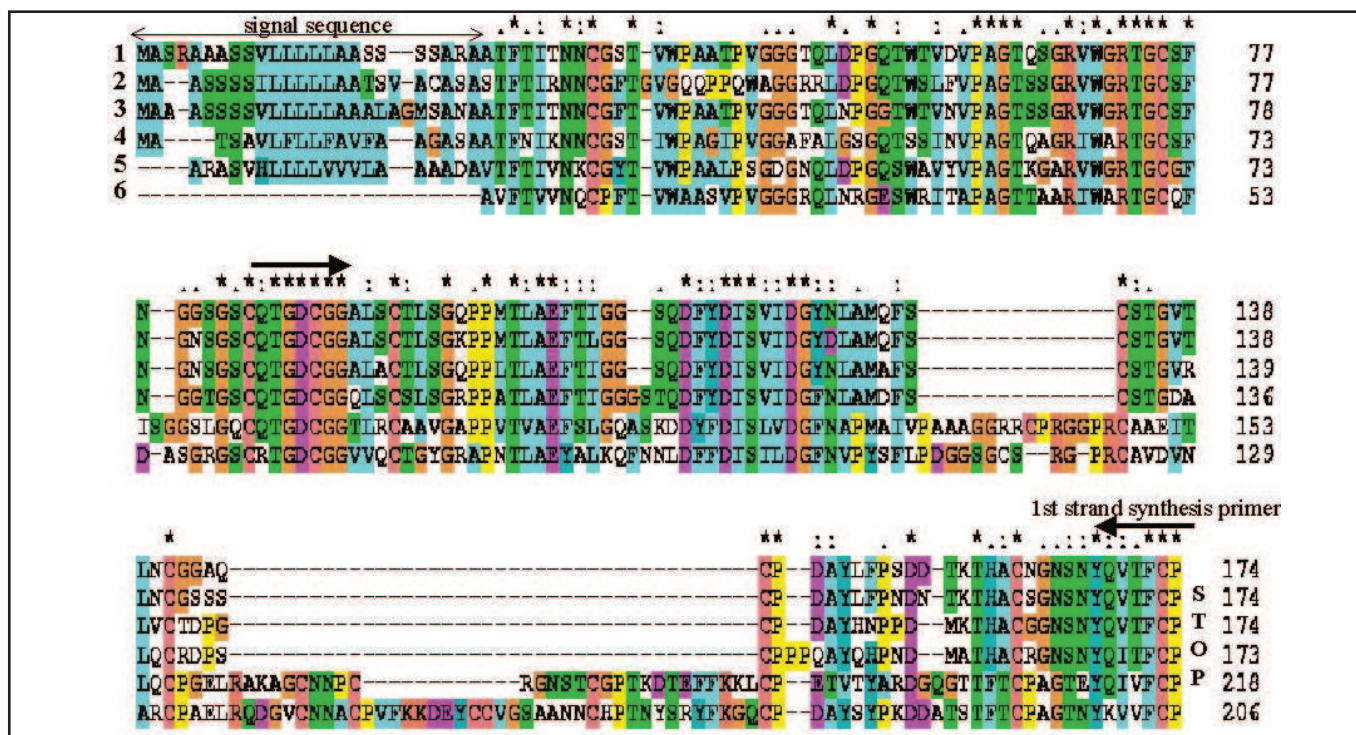 signal sequence
*. : *.* . * : * : * . : . : **** . * : * . ****.*
1 MASRAAASSVLLLLLAASS--SSARAATFTITNNCGST-VWPAATPVGGGTQLDPGQTWTVDVPAGTQSGRVWGRTGCSF 77
2 MA--ASSSSILLLLLAATSV-ACASASTFTIRNNCGFTGVGQQPPQWAGGRRLDPGQTWSLFVPAGTSSGRVWGRTGCSF 77
3 MAA-ASSSSVLLLLLAAALAGMSANAATFTITNNCGFT-VWPAATPVGGGTQLNPGGTWTVNVPAGTSSGRVWGRTGCSF 78
4 MA-----TSAVLFLLFAVFA--AGASAATFNIKNNCGST-IWPAGIPVGGAFALGSGQTSSINVPAGTQAGRIWARTGCSF 73
5 ----ARASVHLLLLVVVLA--AAADAVTFTIVNKCGYT-VWPAALPSGDGNQLDPGQSWAVYVPAGTKGARVWARTGCGF 73
6 ---------------------------AVFTVVNQCPFT-VWAASVPVGGGRQLNRGESWRITAPAGTTAARIWARTGCQF 53
N--GGSGSCQTGDCGGALSCTLSGQPPMTLAEFTIGG--SQDFYDISVIDGYNLAMQFS---------------CSTGVT 138
N--GNSGSCQTGDCGGALSCTLSGKPPMTLAEFTLGG--SQDFYDISVIDGYDLAMQFS---------------CSTGVT 138
N--GNSGSCQTGDCGGALACTLSGQPPLTLAEFTIGG--SQDFYDISVIDGYNLAMAFS---------------CSTGVR 139
N--GGTGSCQTGDCGGQLSCSLSGRPPATLAEFTIGGGSTQDFYDISVIDGFNLAMDFS---------------CSTGDA 136
ISGGSLGQCQTGDCGGTLRCAAVGAPPVTVAEFSLGQASKDDYFDISLVDGFNAPMAIVPAAAGGRRCPRGGPRCAAEIT 153
D--ASGRGSCRTGDCGGVVQCTGYGRAPNTLAEYALKQFNNLDFFDISILDGFNVPYSFLPDGGSGCS--RG-PRCAVDVN 129
1st strand synthesis primer
LNCGGAQ-----------------------------------------CP--DAYLFPSDD-TKTHACNGNSNYQVTFCP 174
LNCGSSS-----------------------------------------CP--DAYLFPNDN-TKTHACSGNSNYQVTFCP 174
LVCTDPG-----------------------------------------CP--DAYHNPPD--MKTHACGGNSNYQVTFCP 174
LQCRDPS-----------------------------------------CPPPQAYQHPND--MATHACRGNSNYQITFCP 173
LQCPGELRAKAGCNNPC------------RGNSTCGPTKDTEFFKKLCP--ETVTYARDGQGTTFTCPAGTEYQIVFCP 218
ARCPAELRQDGVCNNACPVFKKDEYCCVGSAANNCHPTNYSRYFKGQCP--DAYSYPKDDATSTFTCPAGTNYKVVFCP 206
STOP